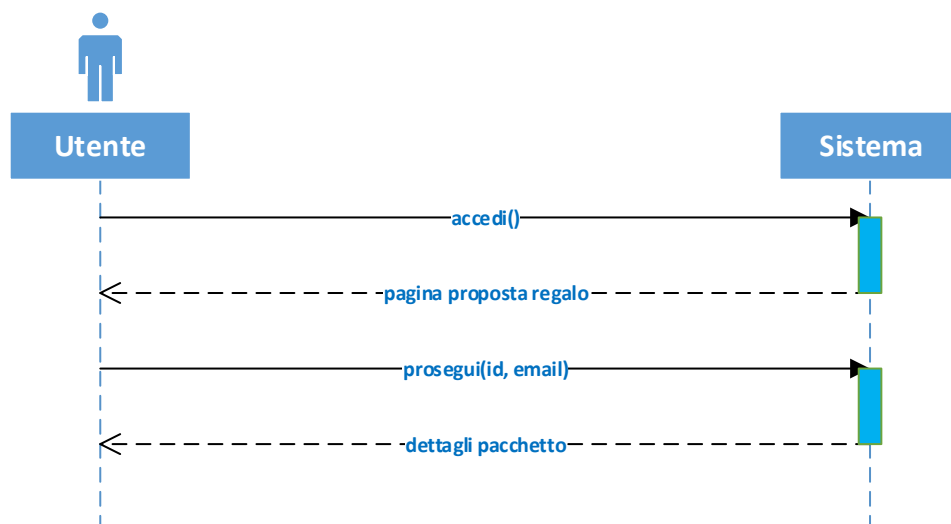 Utente
Sistema
accedi()
pagina proposta regalo
prosegui(id, email)
dettagli pacchetto